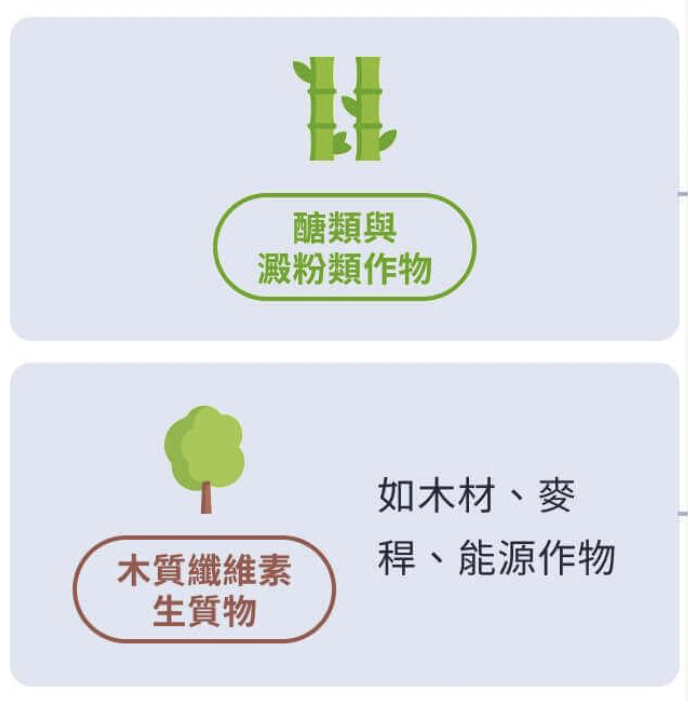 醣類與
澱粉類作物
木質纖維素
生質物
如木材、麥
稈、能源作物